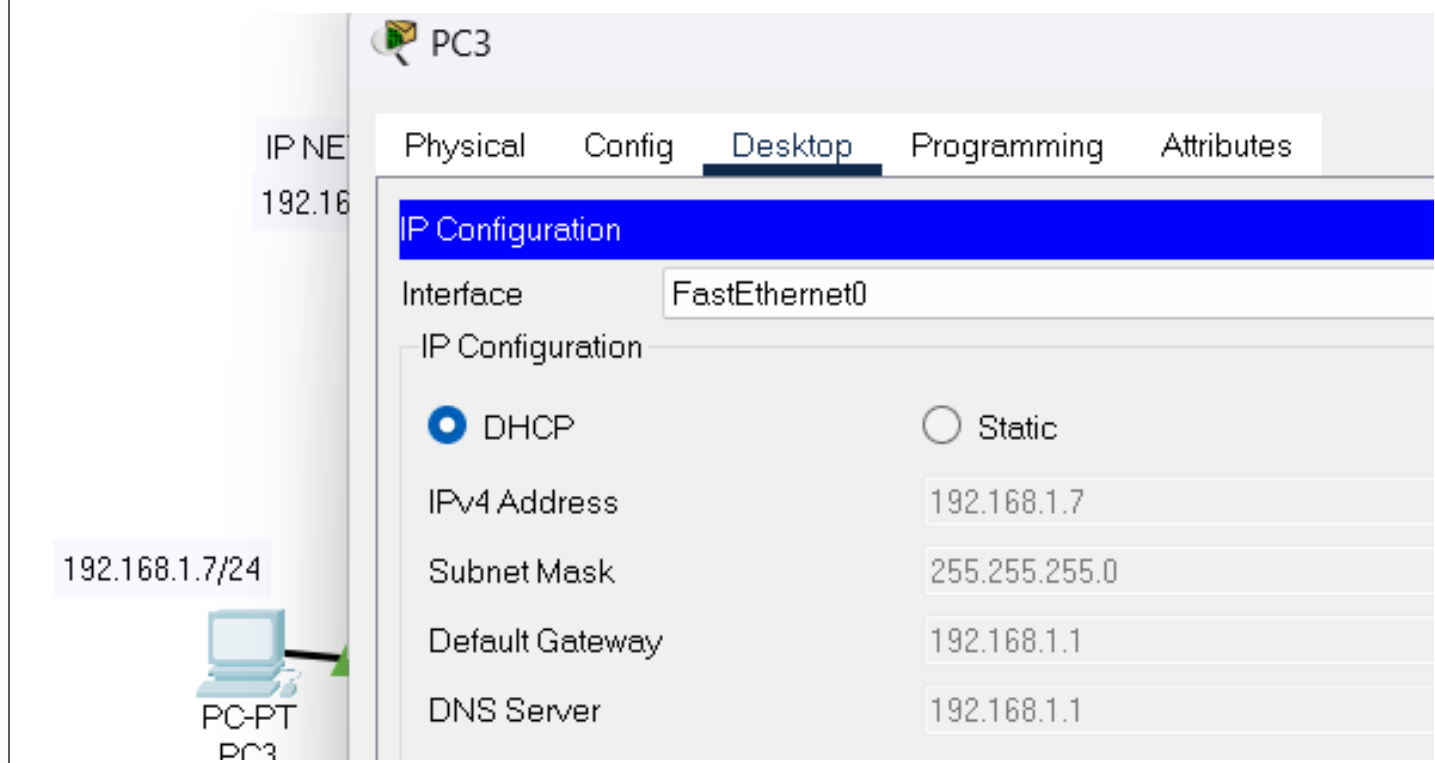 PC3
Physical Config Desktop Programming Attributes
IP NE
192.16
IP Configuration
Interface FastEthernet0
IP Configuration
DHCP Static
IPv4 Address 192.168.1.7
192.168.1.7/24
Subnet Mask 255.255.255.0
Default Gateway 192.168.1.1
DNS Server 192.168.1.1
PC-PT
PC3